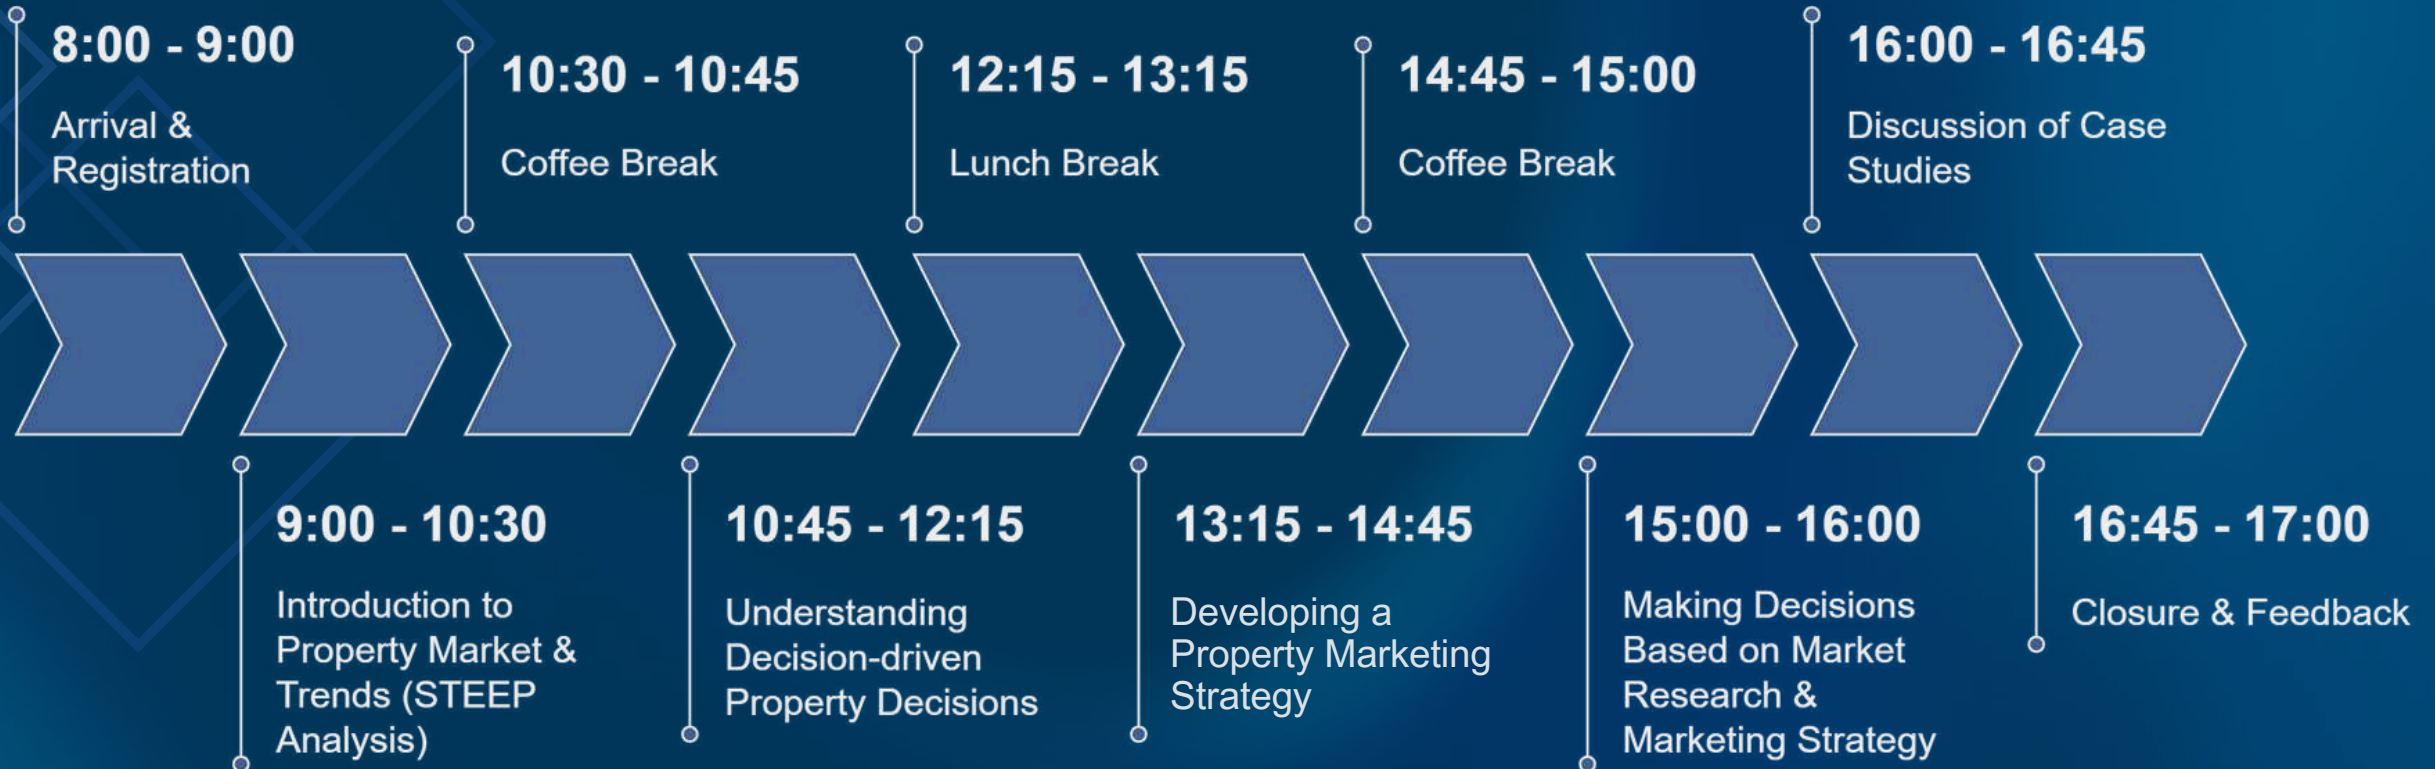 8:00 - 9:00
Arrival &
Registration
9:00 - 10:30
Introduction to
Property Market &
Trends (STEEP
Analysis)
10:30 - 10:45
Coffee Break
10:45 - 12:15
Understanding
Decision-driven
Property Decisions
12:15 - 13:15
Lunch Break
13:15 - 14:45
Developing a
Property Marketing
Strategy
14:45 - 15:00
Coffee Break
15:00 - 16:00
Making Decisions
Based on Market
Research &
Marketing Strategy
16:00 - 16:45
Discussion of Case
Studies
16:45 - 17:00
Closure & Feedback